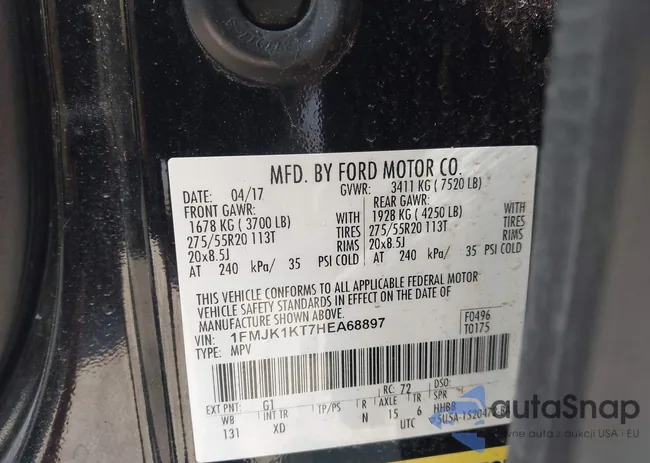 MFD. BY FORD MOTOR CO.
DATE: 04/17 GVWR: 3411 KG ( 7520 LB)
FRONT GAWR: REAR GAWR:
1678 KG ( 3700 LB) WITH 1928 KG ( 4250 LB) WITH
275/55R20 113T TIRES 275/55R20 113T TIRES
20x8.5J RIMS 20x8.5J RIMS
AT 240 kPa/ 35 PSI COLD AT 240 kPa/ 35 PSI COLD
THIS VEHICLE CONFORMS TO ALL APPLICABLE FEDERAL MOTOR
VEHICLE SAFETY STANDARDS IN EFFECT ON THE DATE OF
MANUFACTURE SHOWN ABOVE.
VIN: 1FMJK1KT7HEA68897 F0496
TYPE: MPV T0175
EXT PNT: G1 RC: 72 DSO:
WB INT TR TP/PS R AXLE TR SPR
131 XD N 15 6 HHBB
UTC
autaSnap